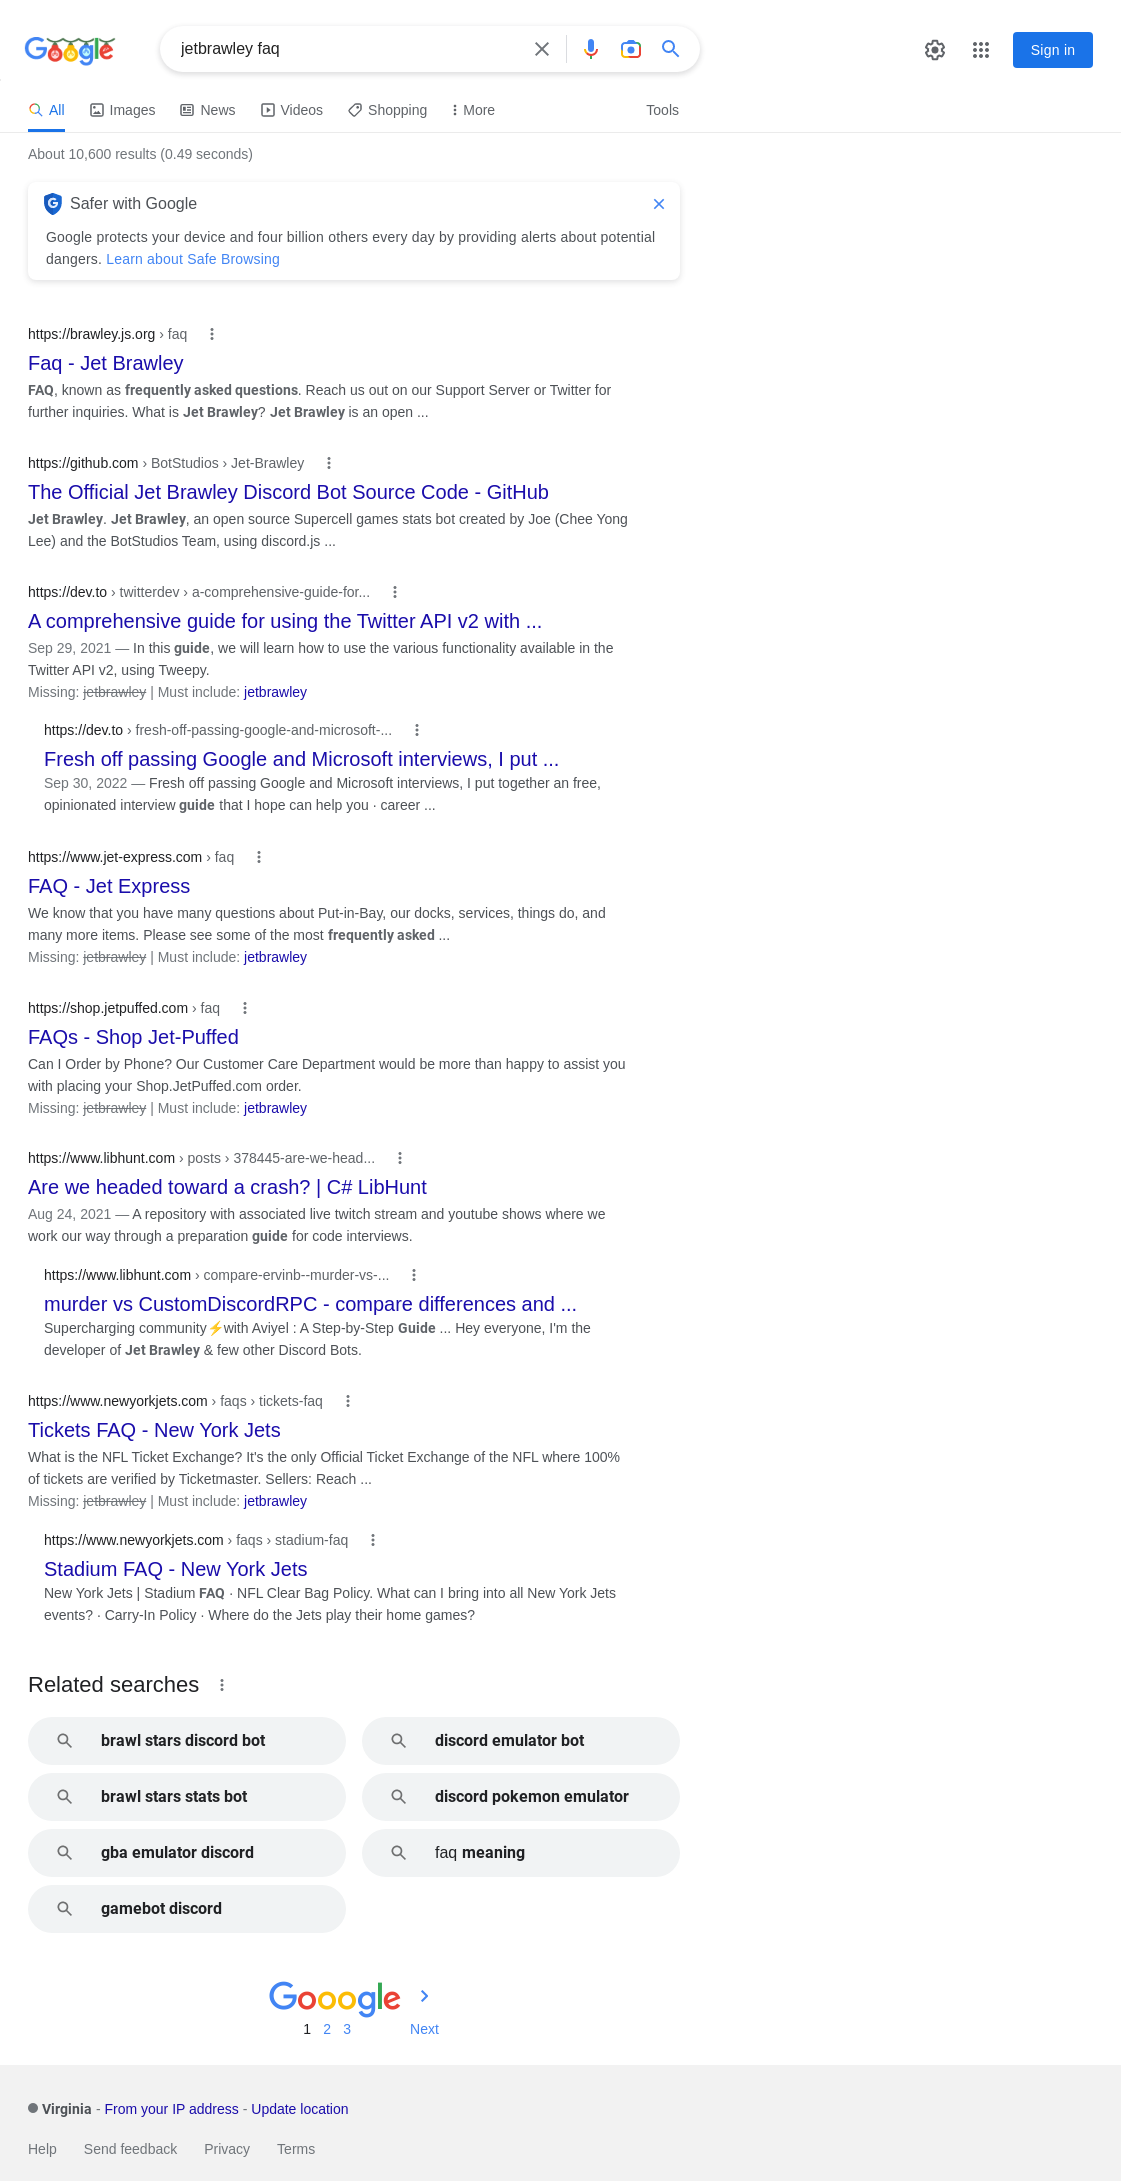 Google
jetbrawley faq
Sign in
All
Images
News
Videos
Shopping
More
Tools
About 10,600 results (0.49 seconds)
Safer with Google
Google protects your device and four billion others every day by providing alerts about potential
dangers. Learn about Safe Browsing
https://brawley.js.org › faq
Faq - Jet Brawley
FAQ, known as frequently asked questions. Reach us out on our Support Server or Twitter for
further inquiries. What is Jet Brawley? Jet Brawley is an open ...
https://github.com › BotStudios › Jet-Brawley
The Official Jet Brawley Discord Bot Source Code - GitHub
Jet Brawley. Jet Brawley, an open source Supercell games stats bot created by Joe (Chee Yong
Lee) and the BotStudios Team, using discord.js ...
https://dev.to › twitterdev › a-comprehensive-guide-for...
A comprehensive guide for using the Twitter API v2 with ...
Sep 29, 2021 — In this guide, we will learn how to use the various functionality available in the
Twitter API v2, using Tweepy.
Missing: jetbrawley | Must include: jetbrawley
https://dev.to › fresh-off-passing-google-and-microsoft-...
Fresh off passing Google and Microsoft interviews, I put ...
Sep 30, 2022 — Fresh off passing Google and Microsoft interviews, I put together an free,
opinionated interview guide that I hope can help you · career ...
https://www.jet-express.com › faq
FAQ - Jet Express
We know that you have many questions about Put-in-Bay, our docks, services, things do, and
many more items. Please see some of the most frequently asked ...
Missing: jetbrawley | Must include: jetbrawley
https://shop.jetpuffed.com › faq
FAQs - Shop Jet-Puffed
Can I Order by Phone? Our Customer Care Department would be more than happy to assist you
with placing your Shop.JetPuffed.com order.
Missing: jetbrawley | Must include: jetbrawley
https://www.libhunt.com › posts › 378445-are-we-head...
Are we headed toward a crash? | C# LibHunt
Aug 24, 2021 — A repository with associated live twitch stream and youtube shows where we
work our way through a preparation guide for code interviews.
https://www.libhunt.com › compare-ervinb--murder-vs-...
murder vs CustomDiscordRPC - compare differences and ...
Supercharging community⚡with Aviyel : A Step-by-Step Guide ... Hey everyone, I'm the
developer of Jet Brawley & few other Discord Bots.
https://www.newyorkjets.com › faqs › tickets-faq
Tickets FAQ - New York Jets
What is the NFL Ticket Exchange? It's the only Official Ticket Exchange of the NFL where 100%
of tickets are verified by Ticketmaster. Sellers: Reach ...
Missing: jetbrawley | Must include: jetbrawley
https://www.newyorkjets.com › faqs › stadium-faq
Stadium FAQ - New York Jets
New York Jets | Stadium FAQ · NFL Clear Bag Policy. What can I bring into all New York Jets
events? · Carry-In Policy · Where do the Jets play their home games?
Related searches
brawl stars discord bot
discord emulator bot
brawl stars stats bot
discord pokemon emulator
gba emulator discord
faq meaning
gamebot discord
Gooogle
1 2 3 Next
Virginia - From your IP address - Update location
Help Send feedback Privacy Terms